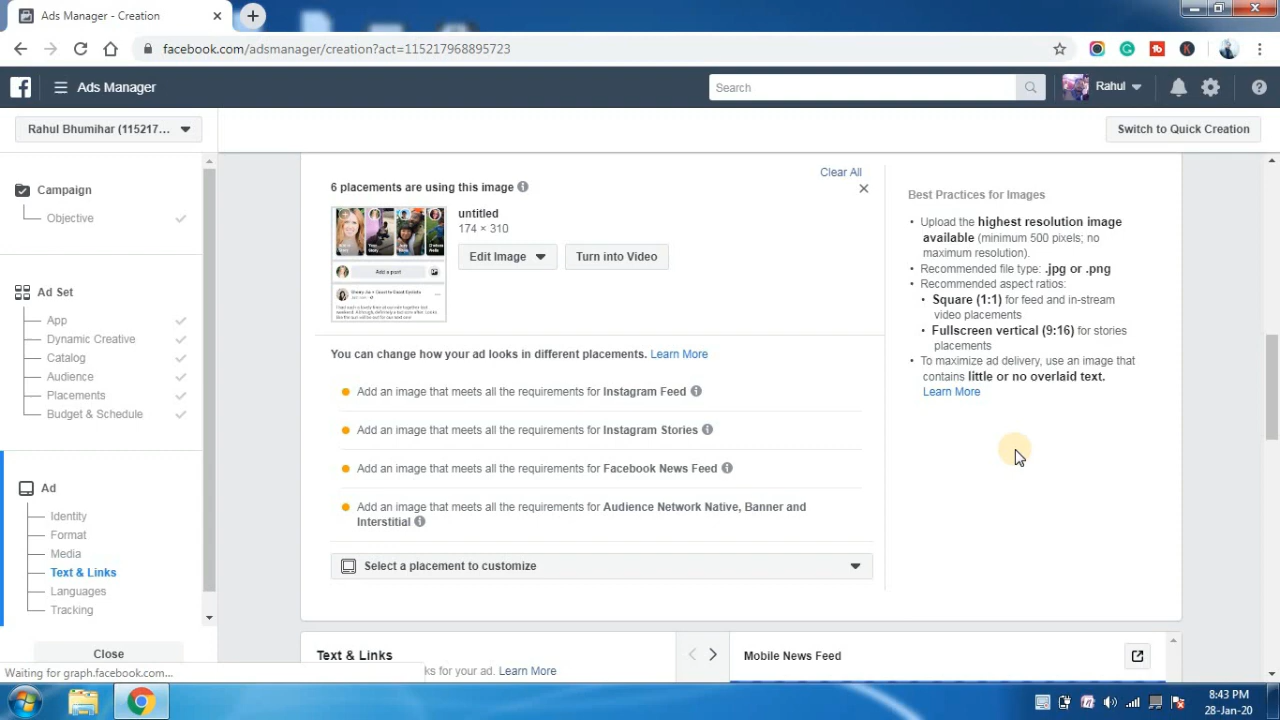 Ads Manager - Creation
facebook.com/adsmanager/creation?act=115217968895723
Ads Manager
Search
Rahul
Rahul Bhumihar (115217...
Switch to Quick Creation
Campaign
Objective
Ad Set
App
Dynamic Creative
Catalog
Audience
Placements
Budget & Schedule
Ad
Identity
Format
Media
Text & Links
Languages
Tracking
Close
Waiting for graph.facebook.com...
Clear All
6 placements are using this image
untitled
174 × 310
Edit Image
Turn into Video
Add a post
You can change how your ad looks in different placements. Learn More
Add an image that meets all the requirements for Instagram Feed
Add an image that meets all the requirements for Instagram Stories
Add an image that meets all the requirements for Facebook News Feed
Add an image that meets all the requirements for Audience Network Native, Banner and
Interstitial
Select a placement to customize
Best Practices for Images
• Upload the highest resolution image
available (minimum 500 pixels; no
maximum resolution).
• Recommended file type: .jpg or .png
• Recommended aspect ratios:
• Square (1:1) for feed and in-stream
video placements
• Fullscreen vertical (9:16) for stories
placements
• To maximize ad delivery, use an image that
contains little or no overlaid text.
Learn More
Text & Links
ks for your ad. Learn More
Mobile News Feed
8:43 PM
28-Jan-20